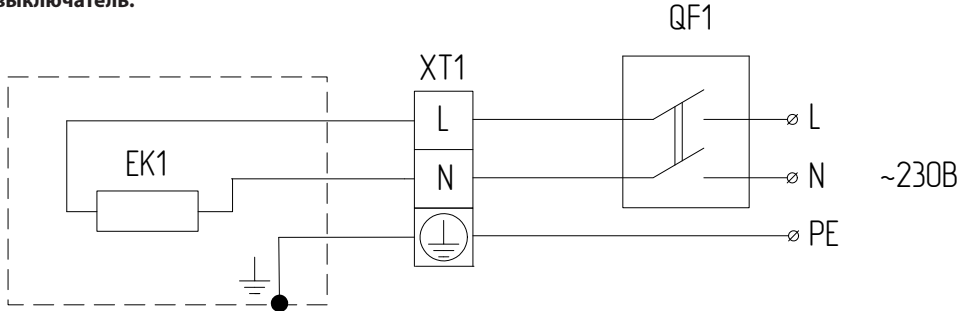 выключатель.
QF1
XT1
L
L
EK1
N
N
~230В
PE